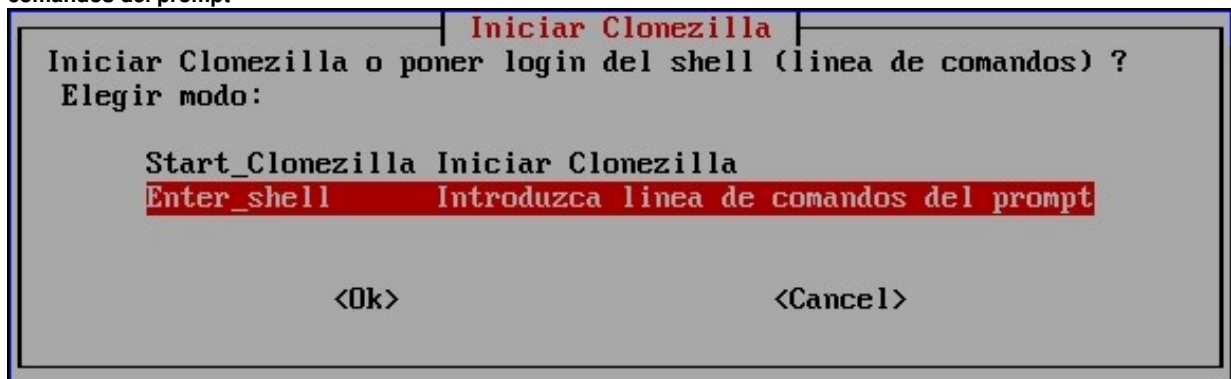 comandos del prompt
Iniciar Clonezilla
Iniciar Clonezilla o poner login del shell (linea de comandos) ?
Elegir modo:
Start_Clonezilla Iniciar Clonezilla
Enter_shell Introduzca linea de comandos del prompt
<Ok> <Cancel>